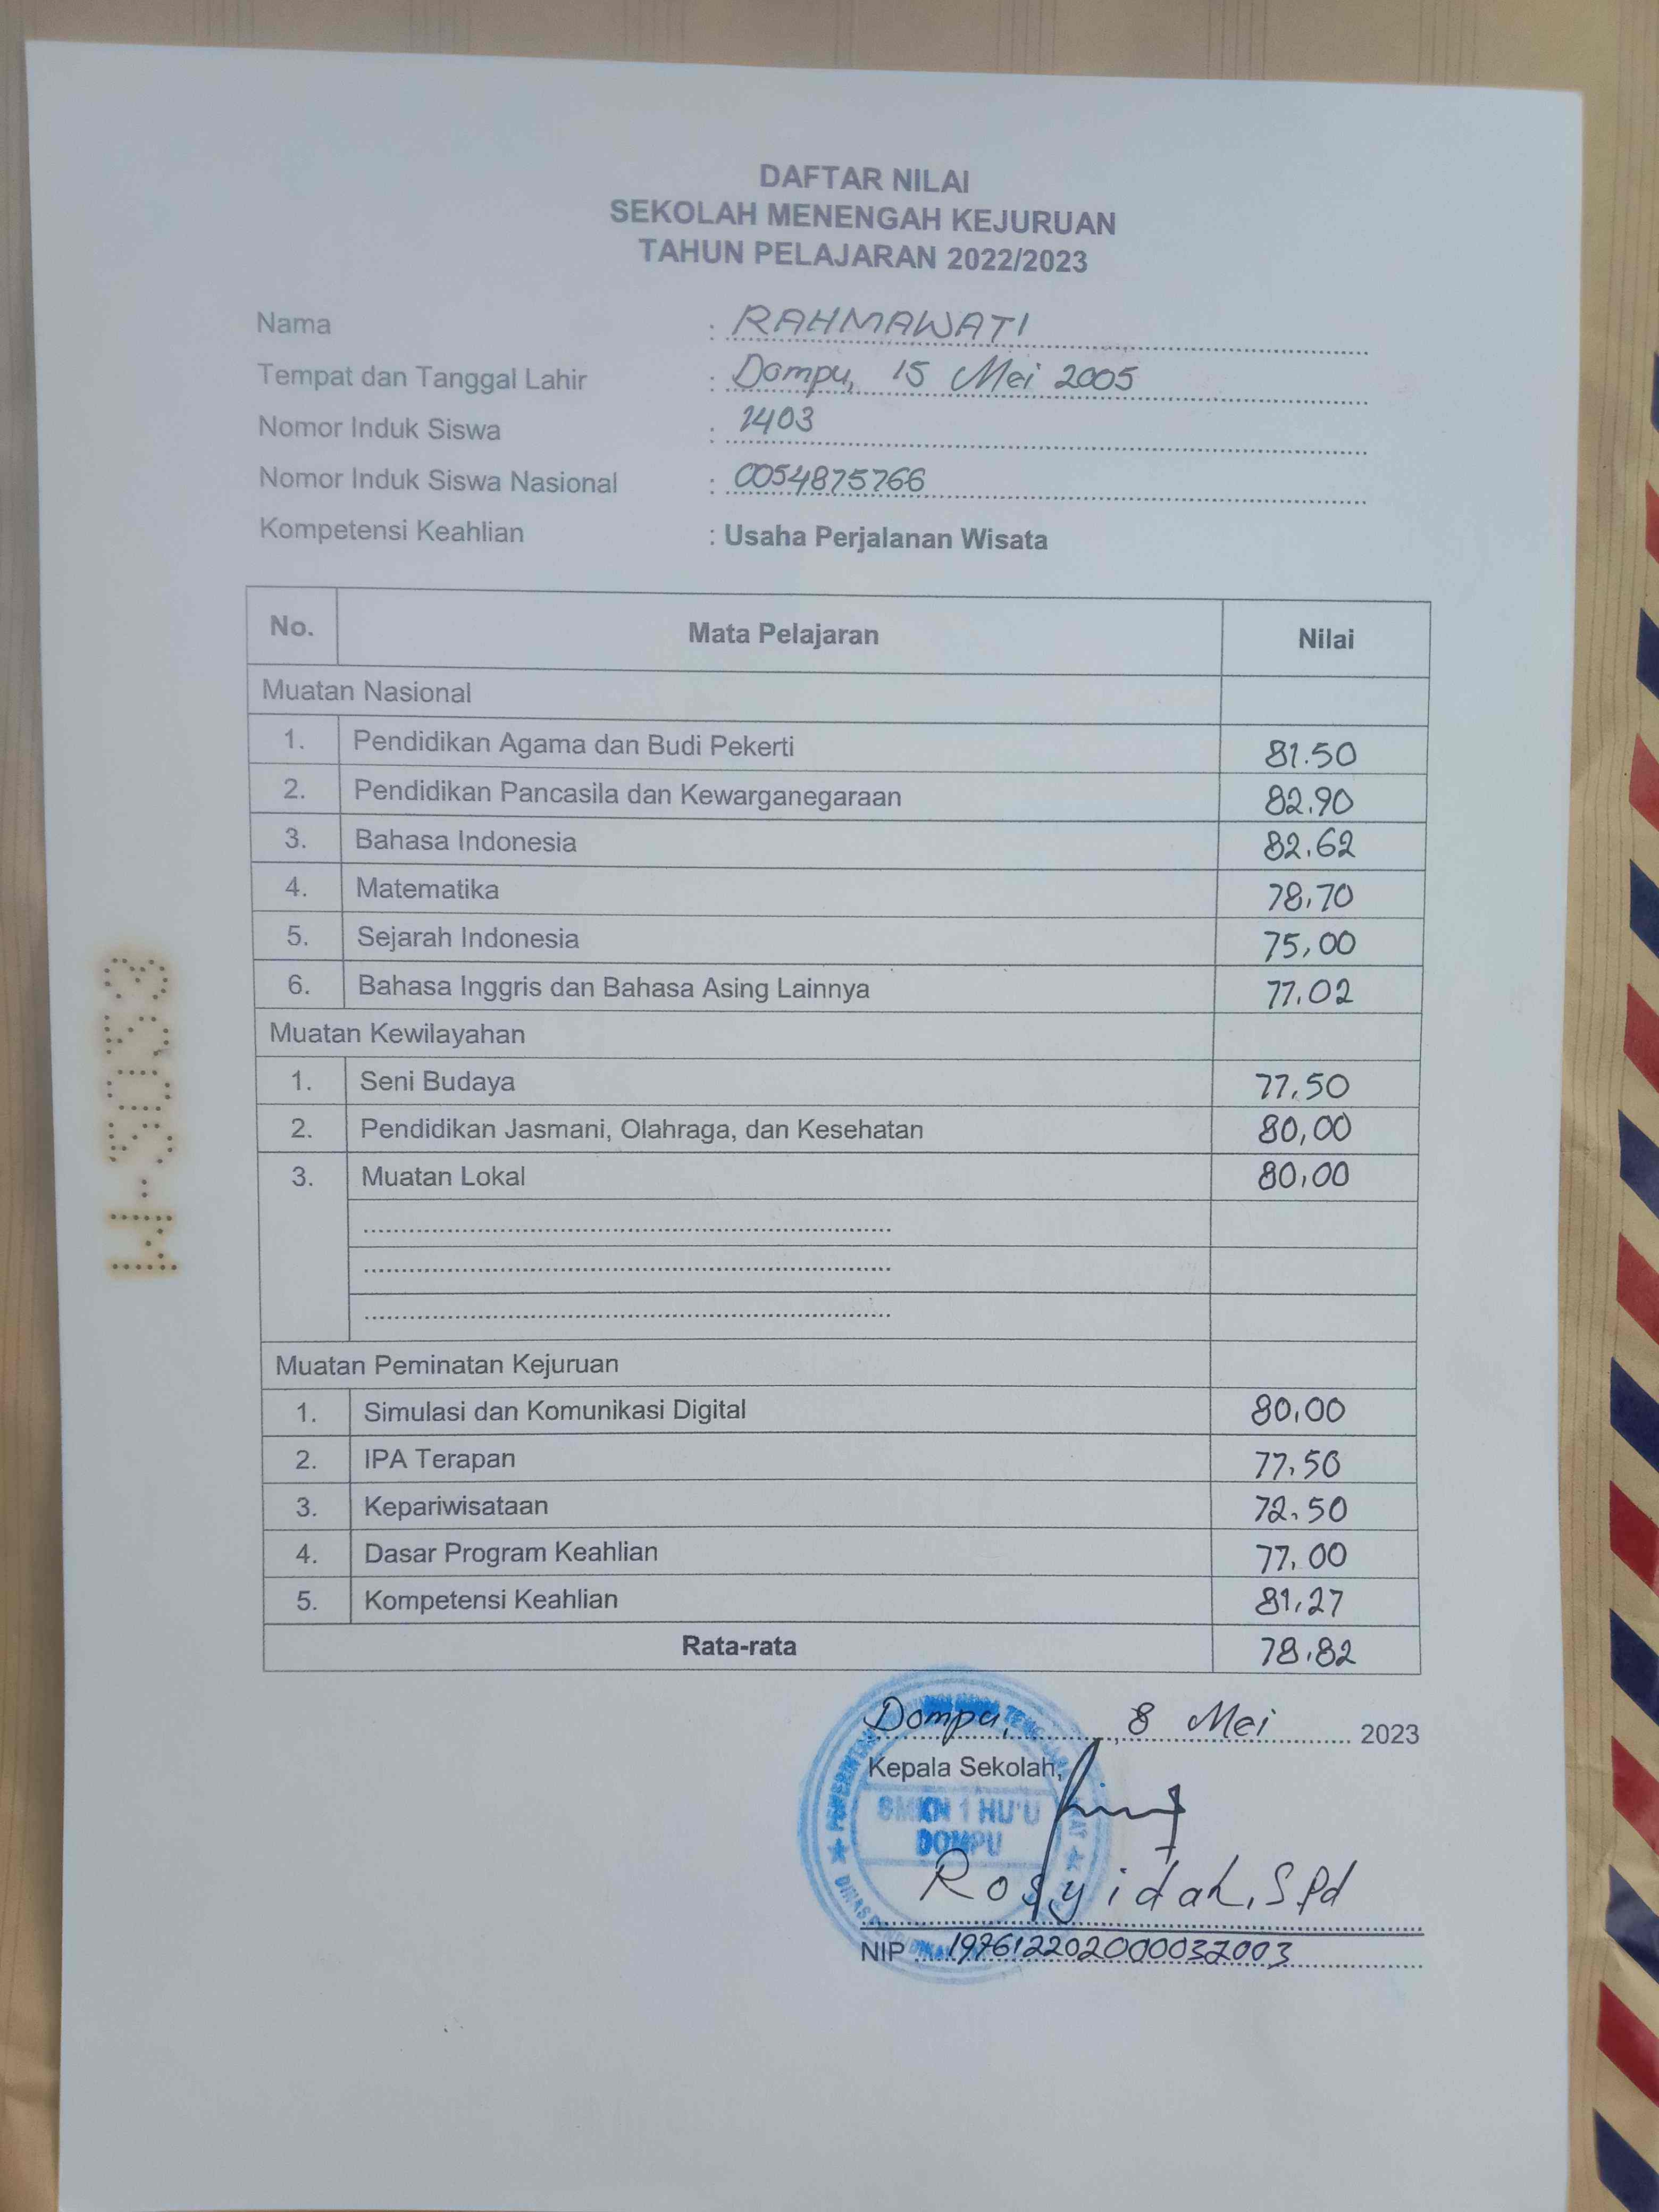 DAFTAR NILAI
SEKOLAH MENENGAH KEJURUAN
TAHUN PELAJARAN 2022/2023
Nama : RAHMAWATI
Tempat dan Tanggal Lahir : Dompu, 15 Mei 2005
Nomor Induk Siswa : 1403
Nomor Induk Siswa Nasional : 0054875766
Kompetensi Keahlian : Usaha Perjalanan Wisata
No. Mata Pelajaran Nilai
Muatan Nasional
1. Pendidikan Agama dan Budi Pekerti 81.50
2. Pendidikan Pancasila dan Kewarganegaraan 82.90
3. Bahasa Indonesia 82.62
4. Matematika 78,70
5. Sejarah Indonesia 75,00
6. Bahasa Inggris dan Bahasa Asing Lainnya 77.02
Muatan Kewilayahan
1. Seni Budaya 77,50
2. Pendidikan Jasmani, Olahraga, dan Kesehatan 80,00
3. Muatan Lokal 80,00
Muatan Peminatan Kejuruan
1. Simulasi dan Komunikasi Digital 80,00
2. IPA Terapan 77,50
3. Kepariwisataan 72,50
4. Dasar Program Keahlian 77,00
5. Kompetensi Keahlian 81,27
Rata-rata 78.82
Dompu, 8 Mei 2023
Kepala Sekolah,
SMKN 1 HU'U
DOMPU
Rosyidah, S.Pd
NIP 197612202000032003